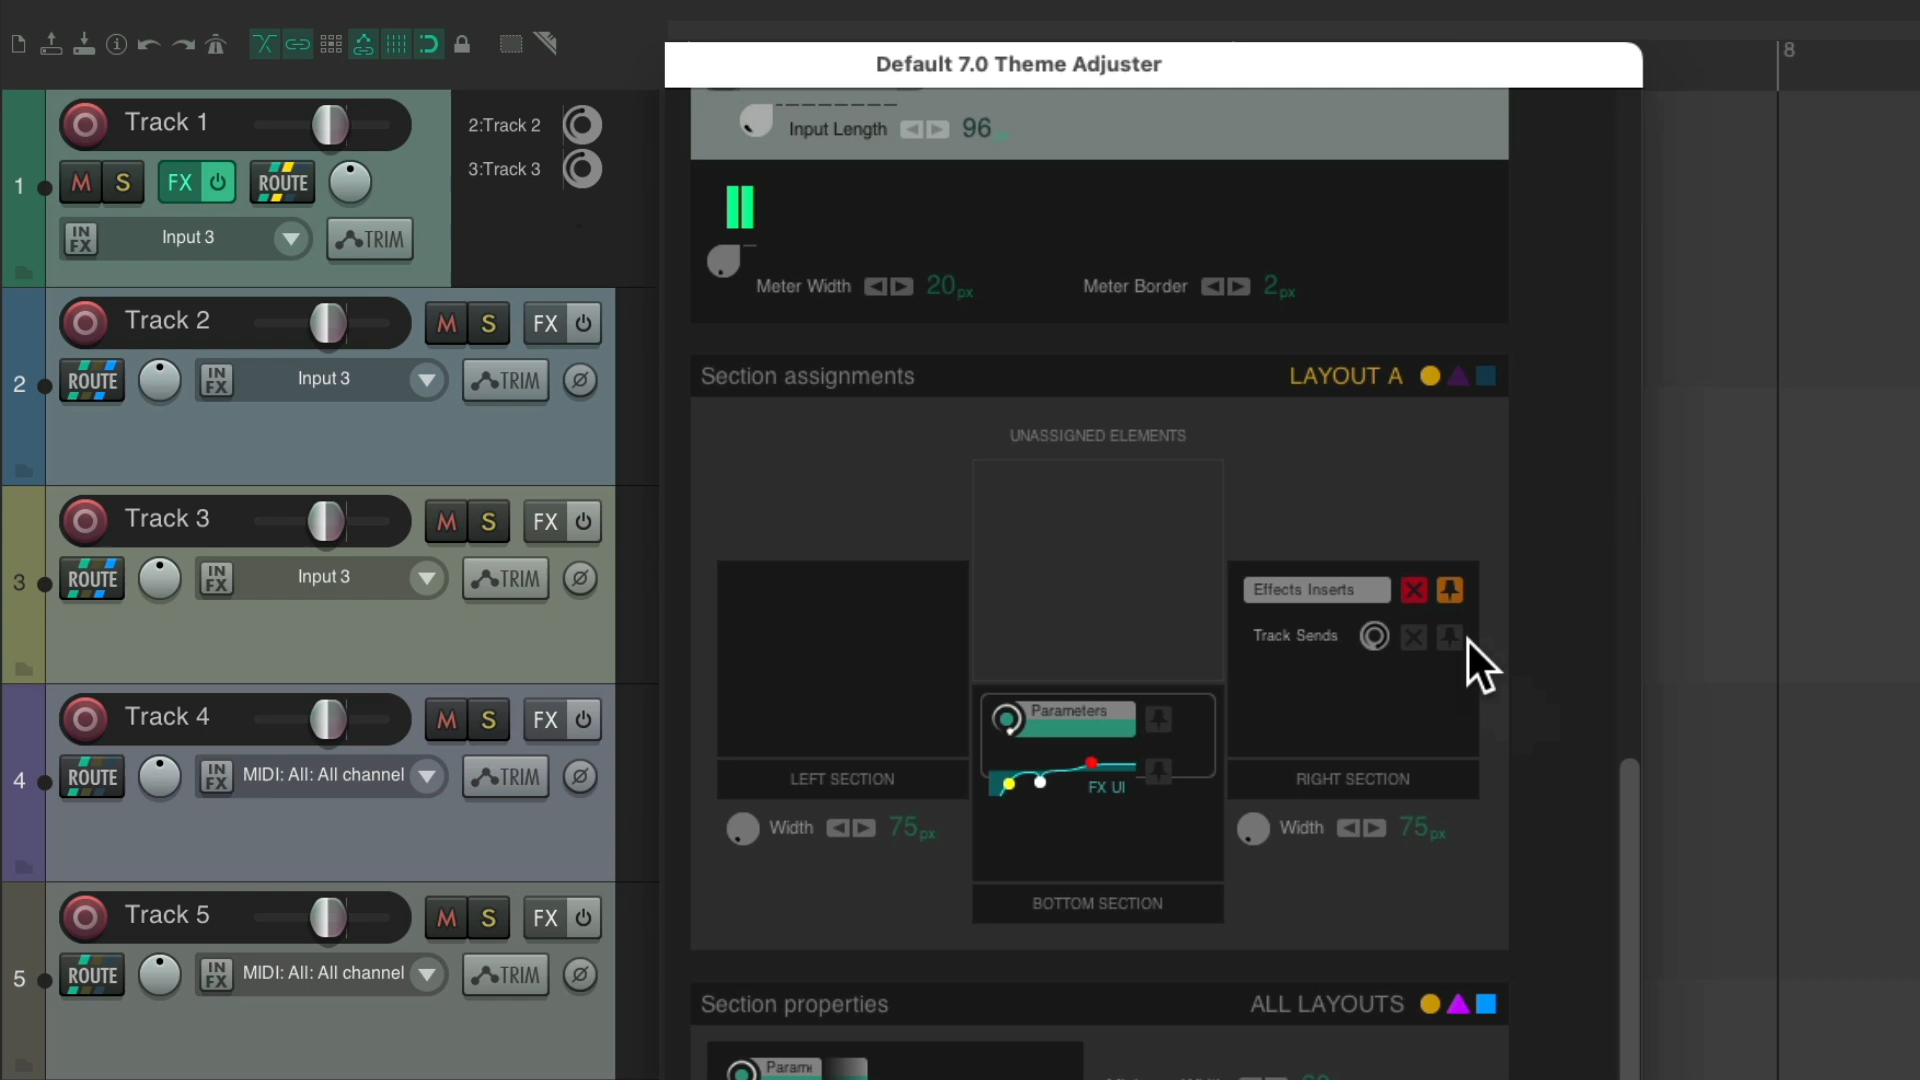 Default 7.0 Theme Adjuster
8
Track 1
2:Track 2
3:Track 3
1
M S FX ROUTE
IN FX Input 3 TRIM
Track 2 M S FX
2
ROUTE IN FX Input 3 TRIM
Track 3 M S FX
3
ROUTE IN FX Input 3 TRIM
Track 4 M S FX
4
ROUTE IN FX MIDI: All: All channel TRIM
Track 5 M S FX
5
ROUTE IN FX MIDI: All: All channel TRIM
Input Length 96
Meter Width 20px Meter Border 2px
Section assignments LAYOUT A
UNASSIGNED ELEMENTS
Effects Inserts
Track Sends
Parameters
FX UI
LEFT SECTION
RIGHT SECTION
Width 75px
Width 75px
BOTTOM SECTION
Section properties ALL LAYOUTS